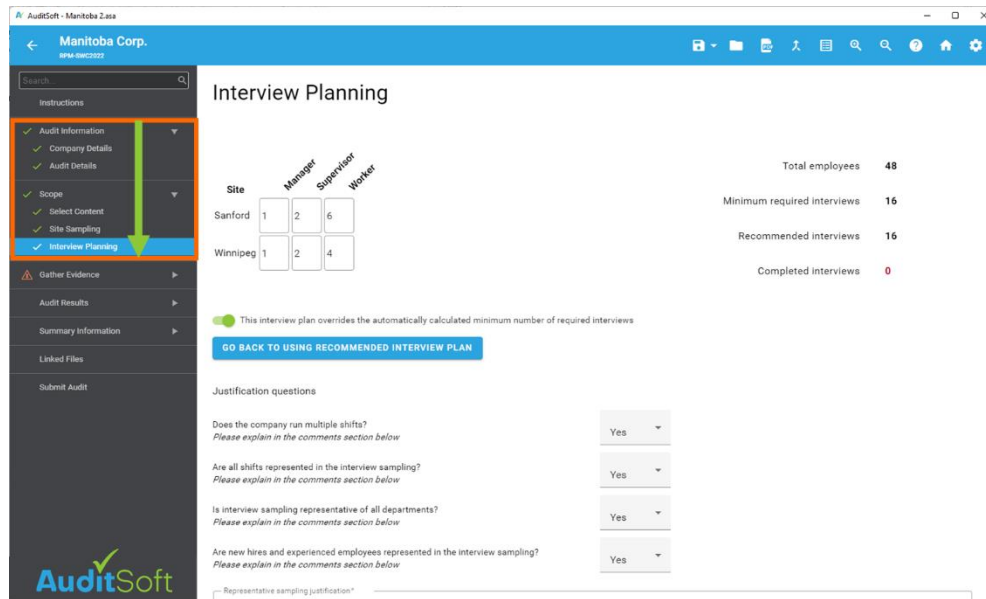 AuditSoft - Manitoba 2.asa
Manitoba Corp.
RPM-SWC2022
Search...
Instructions
Audit Information
Company Details
Audit Details
Scope
Select Content
Site Sampling
Interview Planning
Gather Evidence
Audit Results
Summary Information
Linked Files
Submit Audit
AuditSoft
Interview Planning
Site Manager Supervisor Worker
Sanford 1 2 6
Winnipeg 1 2 4
Total employees 48
Minimum required interviews 16
Recommended interviews 16
Completed interviews 0
This interview plan overrides the automatically calculated minimum number of required interviews
GO BACK TO USING RECOMMENDED INTERVIEW PLAN
Justification questions
Does the company run multiple shifts?
Please explain in the comments section below
Yes
Are all shifts represented in the interview sampling?
Please explain in the comments section below
Yes
Is interview sampling representative of all departments?
Please explain in the comments section below
Yes
Are new hires and experienced employees represented in the interview sampling?
Please explain in the comments section below
Yes
Representative sampling justification*